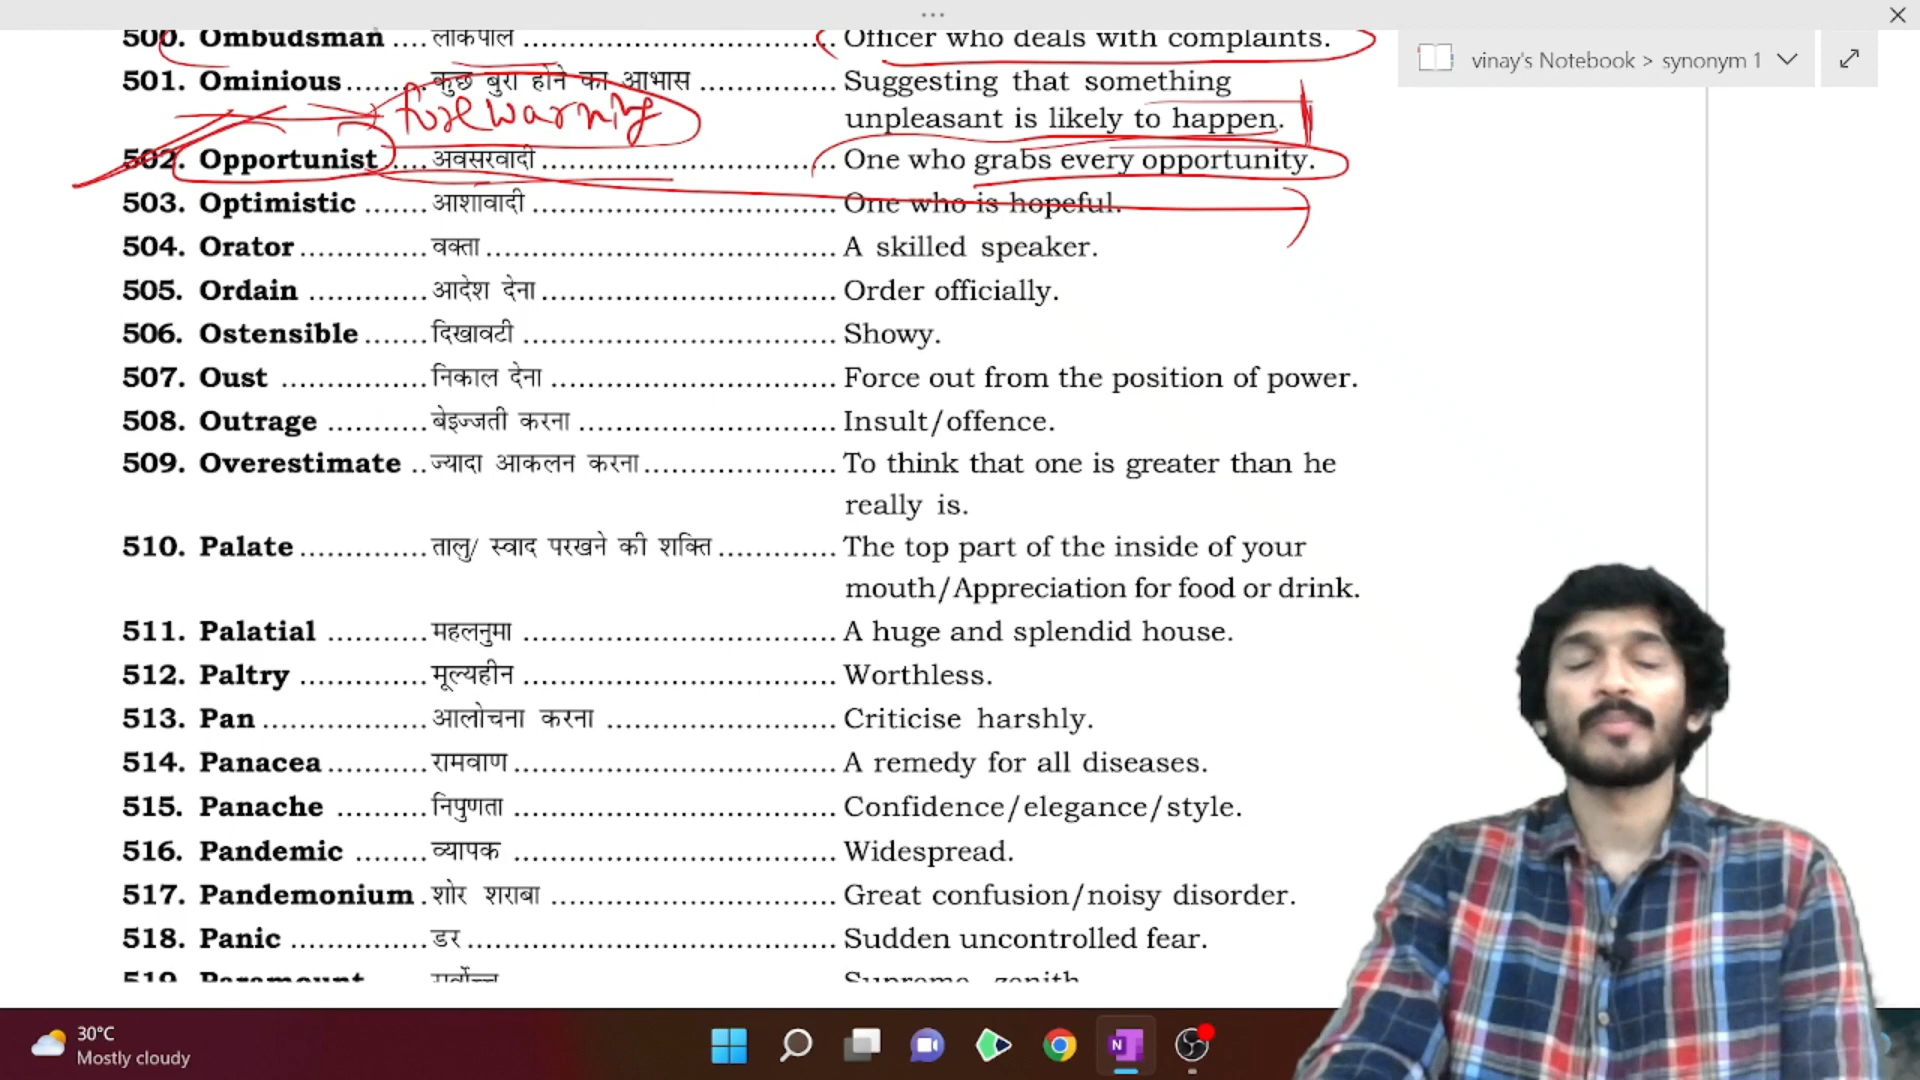 500. Ombudsman .... लोकपाल ........ Officer who deals with complaints.
vinay's Notebook > synonym 1
501. Ominious ........ कुछ बुरा होने का आभास ............ Suggesting that something
unpleasant is likely to happen.
forewarning
502. Opportunist .... अवसरवादी ........ One who grabs every opportunity.
503. Optimistic ....... आशावादी ........ One who is hopeful.
504. Orator ............ वक्ता ........ A skilled speaker.
505. Ordain ............ आदेश देना ........ Order officially.
506. Ostensible ....... दिखावटी ........ Showy.
507. Oust .............. निकाल देना ........ Force out from the position of power.
508. Outrage .......... बेइज्जती करना ........ Insult/offence.
509. Overestimate .. ज्यादा आकलन करना ........ To think that one is greater than he
really is.
510. Palate ............ तालु/ स्वाद परखने की शक्ति ............ The top part of the inside of your
mouth/Appreciation for food or drink.
511. Palatial .......... महलनुमा ........ A huge and splendid house.
512. Paltry ............ मूल्यहीन ........ Worthless.
513. Pan ................ आलोचना करना ........ Criticise harshly.
514. Panacea .......... रामवाण ........ A remedy for all diseases.
515. Panache ......... निपुणता ........ Confidence/elegance/style.
516. Pandemic ....... व्यापक ........ Widespread.
517. Pandemonium . शोर शराबा ........ Great confusion/noisy disorder.
518. Panic ............. डर ........ Sudden uncontrolled fear.
519. Paramount सर्वोच्च Supreme, zenith
30°C
Mostly cloudy